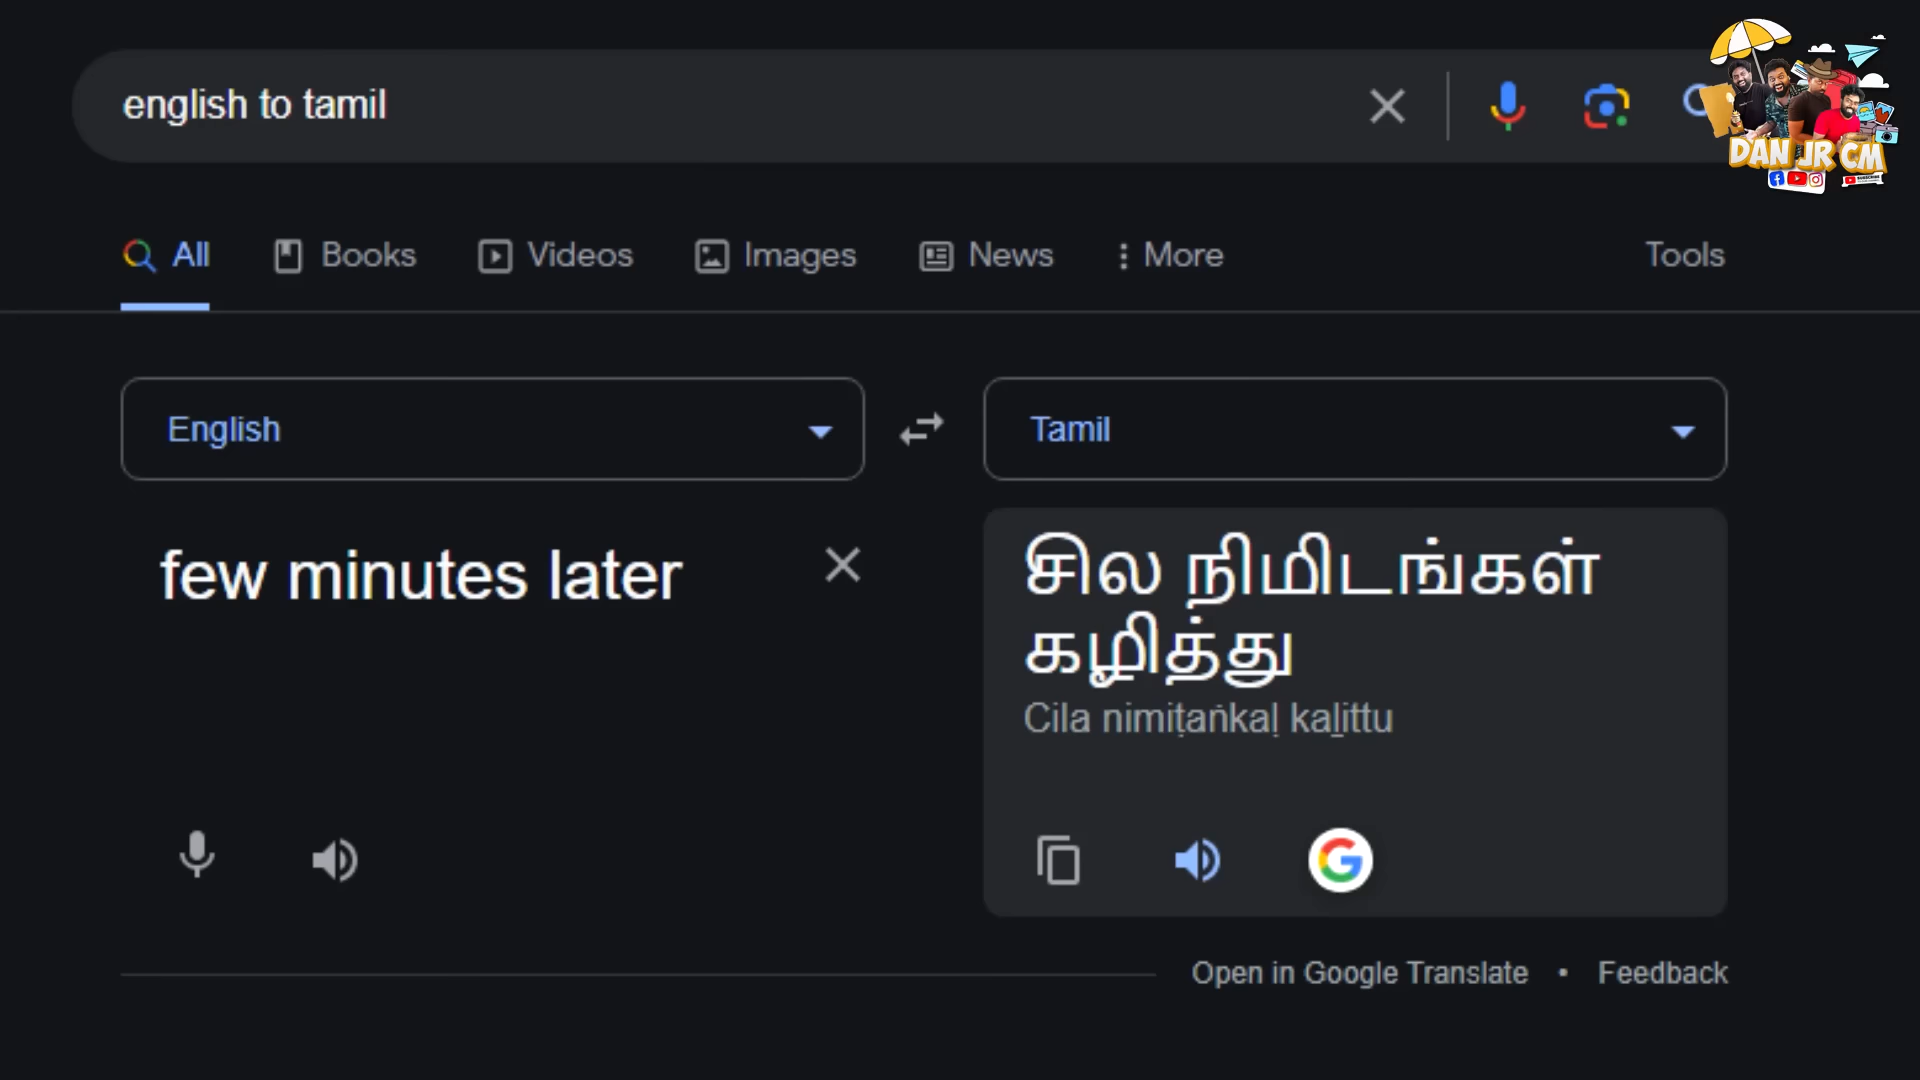 english to tamil
DAN JR CM
All Books Videos Images News More Tools
English Tamil
few minutes later
சில நிமிடங்கள்
கழித்து
Cila nimiṭaṅkaḷ kaḻittu
Open in Google Translate • Feedback